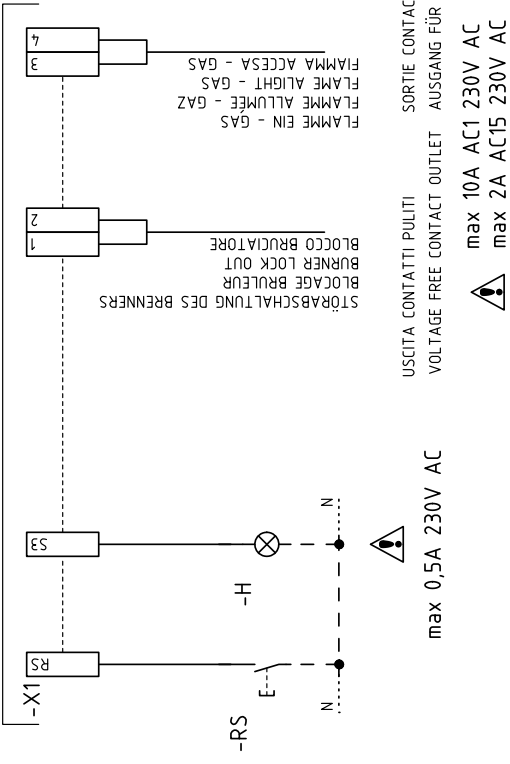 -X1
RS
S3
1
2
3
4
-RS
-H
N
N
STÖRABSCHALTUNG DES BRENNERS
BLOCAGE BRULEUR
BURNER LOCK OUT
BLOCCO BRUCIATORE
FLAMME EIN - GAS
FLAMME ALLUMÉE - GAZ
FLAME ALIGHT - GAS
FIAMMA ACCESA - GAS
max 0,5A 230V AC
USCITA CONTATTI PULITI
SORTIE CONTAC
VOLTAGE FREE CONTACT OUTLET
AUSGANG FÜR
max 10A AC1 230V AC
max 2A AC15 230V AC